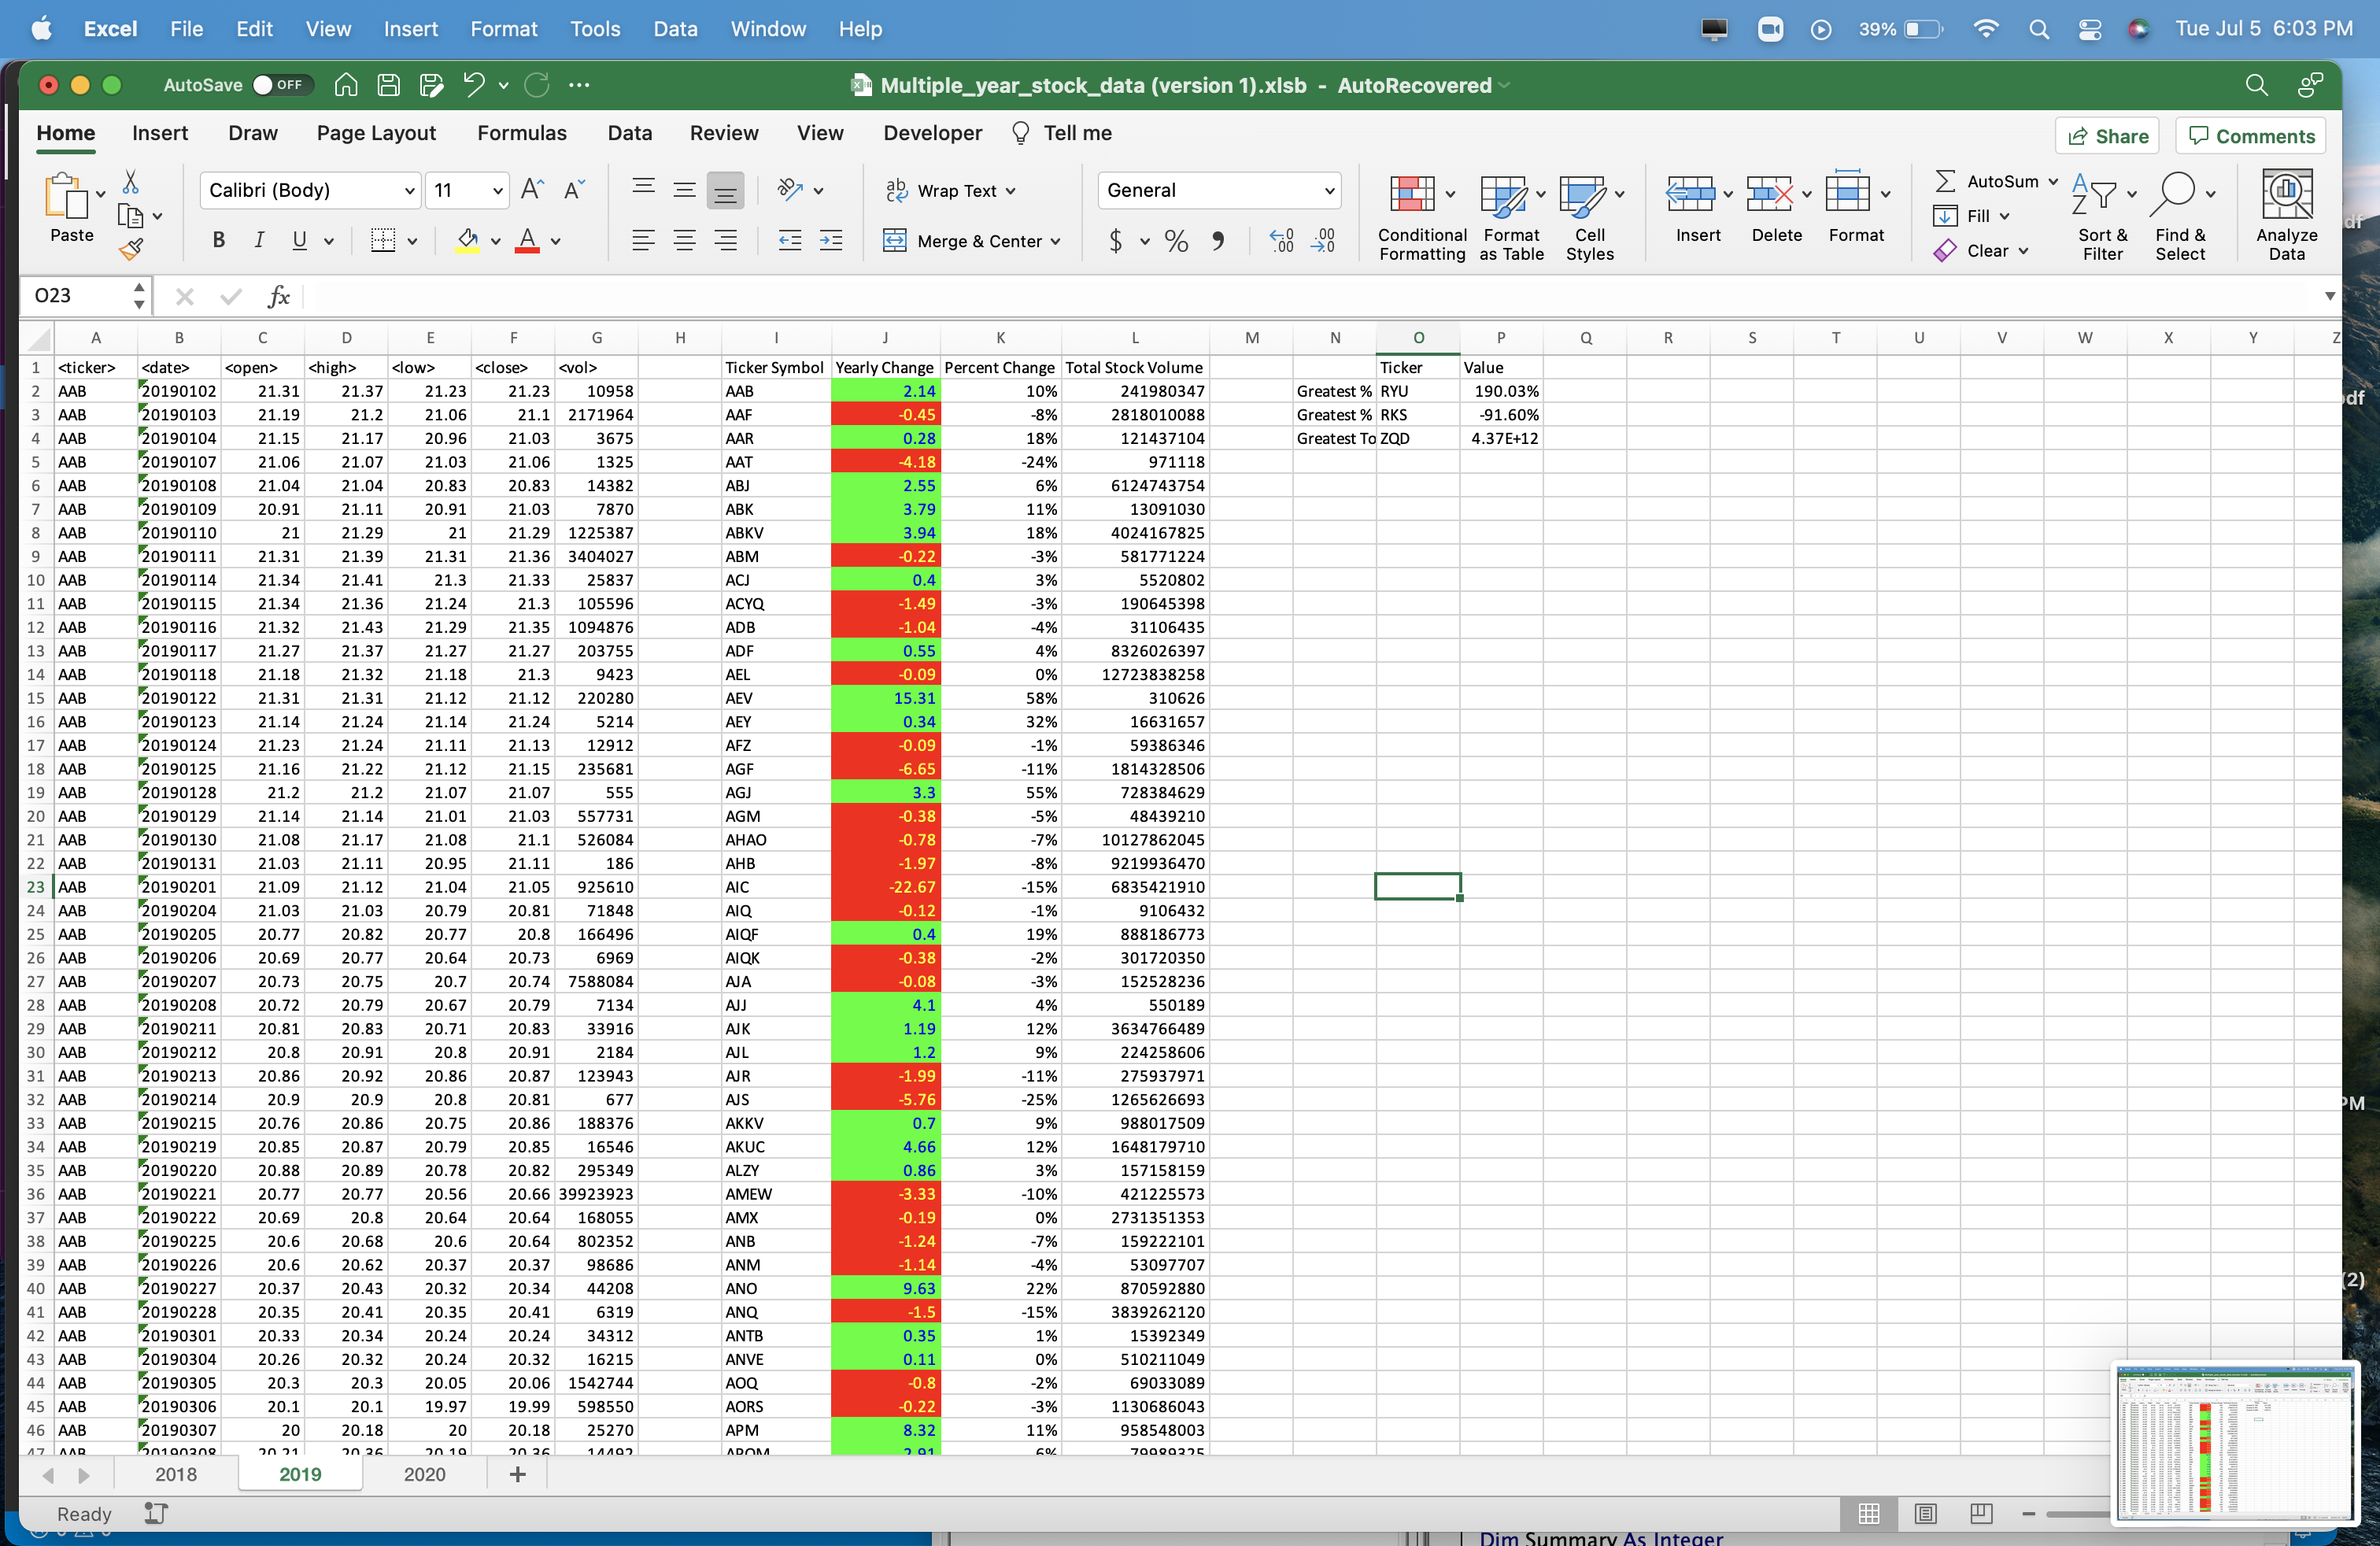 Excel File Edit View Insert Format Tools Data Window Help 39% Tue Jul 5 6:03 PM
AutoSave OFF Multiple_year_stock_data (version 1).xlsb - AutoRecovered
Home Insert Draw Page Layout Formulas Data Review View Developer Tell me Share Comments
Paste Calibri (Body) 11 Wrap Text General AutoSum
Fill
B I U Merge & Center $ % Conditional Formatting Format as Table Cell Styles Insert Delete Format Clear Sort & Filter Find & Select Analyze Data
O23 fx
A B C D E F G H I J K L M N O P Q R S T U V W X Y Z
1 <ticker> <date> <open> <high> <low> <close> <vol> Ticker Symbol Yearly Change Percent Change Total Stock Volume Ticker Value
2 AAB 20190102 21.31 21.37 21.23 21.23 10958 AAB 2.14 10% 241980347 Greatest % RYU 190.03%
3 AAB 20190103 21.19 21.2 21.06 21.1 2171964 AAF -0.45 -8% 2818010088 Greatest % RKS -91.60%
4 AAB 20190104 21.15 21.17 20.96 21.03 3675 AAR 0.28 18% 121437104 Greatest To ZQD 4.37E+12
5 AAB 20190107 21.06 21.07 21.03 21.06 1325 AAT -4.18 -24% 971118
6 AAB 20190108 21.04 21.04 20.83 20.83 14382 ABJ 2.55 6% 6124743754
7 AAB 20190109 20.91 21.11 20.91 21.03 7870 ABK 3.79 11% 13091030
8 AAB 20190110 21 21.29 21 21.29 1225387 ABKV 3.94 18% 4024167825
9 AAB 20190111 21.31 21.39 21.31 21.36 3404027 ABM -0.22 -3% 581771224
10 AAB 20190114 21.34 21.41 21.3 21.33 25837 ACJ 0.4 3% 5520802
11 AAB 20190115 21.34 21.36 21.24 21.3 105596 ACYQ -1.49 -3% 190645398
12 AAB 20190116 21.32 21.43 21.29 21.35 1094876 ADB -1.04 -4% 31106435
13 AAB 20190117 21.27 21.37 21.27 21.27 203755 ADF 0.55 4% 8326026397
14 AAB 20190118 21.18 21.32 21.18 21.3 9423 AEL -0.09 0% 12723838258
15 AAB 20190122 21.31 21.31 21.12 21.12 220280 AEV 15.31 58% 310626
16 AAB 20190123 21.14 21.24 21.14 21.24 5214 AEY 0.34 32% 16631657
17 AAB 20190124 21.23 21.24 21.11 21.13 12912 AFZ -0.09 -1% 59386346
18 AAB 20190125 21.16 21.22 21.12 21.15 235681 AGF -6.65 -11% 1814328506
19 AAB 20190128 21.2 21.2 21.07 21.07 555 AGJ 3.3 55% 728384629
20 AAB 20190129 21.14 21.14 21.01 21.03 557731 AGM -0.38 -5% 48439210
21 AAB 20190130 21.08 21.17 21.08 21.1 526084 AHAO -0.78 -7% 10127862045
22 AAB 20190131 21.03 21.11 20.95 21.11 186 AHB -1.97 -8% 9219936470
23 AAB 20190201 21.09 21.12 21.04 21.05 925610 AIC -22.67 -15% 6835421910
24 AAB 20190204 21.03 21.03 20.79 20.81 71848 AIQ -0.12 -1% 9106432
25 AAB 20190205 20.77 20.82 20.77 20.8 166496 AIQF 0.4 19% 888186773
26 AAB 20190206 20.69 20.77 20.64 20.73 6969 AIQK -0.38 -2% 301720350
27 AAB 20190207 20.73 20.75 20.7 20.74 7588084 AJA -0.08 -3% 152528236
28 AAB 20190208 20.72 20.79 20.67 20.79 7134 AJJ 4.1 4% 550189
29 AAB 20190211 20.81 20.83 20.71 20.83 33916 AJK 1.19 12% 3634766489
30 AAB 20190212 20.8 20.91 20.8 20.91 2184 AJL 1.2 9% 224258606
31 AAB 20190213 20.86 20.92 20.86 20.87 123943 AJR -1.99 -11% 275937971
32 AAB 20190214 20.9 20.9 20.8 20.81 677 AJS -5.76 -25% 1265626693
33 AAB 20190215 20.76 20.86 20.75 20.86 188376 AKKV 0.7 9% 988017509
34 AAB 20190219 20.85 20.87 20.79 20.85 16546 AKUC 4.66 12% 1648179710
35 AAB 20190220 20.88 20.89 20.78 20.82 295349 ALZY 0.86 3% 157158159
36 AAB 20190221 20.77 20.77 20.56 20.66 39923923 AMEW -3.33 -10% 421225573
37 AAB 20190222 20.69 20.8 20.64 20.64 168055 AMX -0.19 0% 2731351353
38 AAB 20190225 20.6 20.68 20.6 20.64 802352 ANB -1.24 -7% 159222101
39 AAB 20190226 20.6 20.62 20.37 20.37 98686 ANM -1.14 -4% 53097707
40 AAB 20190227 20.37 20.43 20.32 20.34 44208 ANO 9.63 22% 870592880
41 AAB 20190228 20.35 20.41 20.35 20.41 6319 ANQ -1.5 -15% 3839262120
42 AAB 20190301 20.33 20.34 20.24 20.24 34312 ANTB 0.35 1% 15392349
43 AAB 20190304 20.26 20.32 20.24 20.32 16215 ANVE 0.11 0% 510211049
44 AAB 20190305 20.3 20.3 20.05 20.06 1542744 AOQ -0.8 -2% 69033089
45 AAB 20190306 20.1 20.1 19.97 19.99 598550 AORS -0.22 -3% 1130686043
46 AAB 20190307 20 20.18 20 20.18 25270 APM 8.32 11% 958548003
47 AAB 20190308 20.21 20.36 20.19 20.36 14492 APQM 2.91 6% 79989325
2018 2019 2020 +
Ready
Dim Summary As Integer
df
pdf
PM
(2)